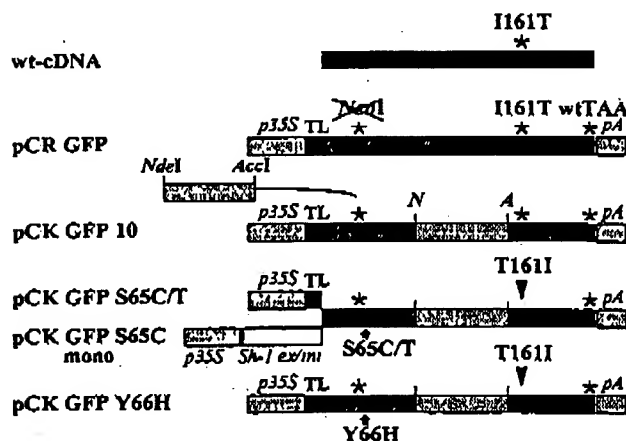 I161T
wt-cDNA
NcoI I161T wtTAA
p35S TL pA
pCR GFP
NdeI AccI
N A
p35S TL pA
pCK GFP 10
T161I
p35S TL pA
pCK GFP S65C/T
pCK GFP S65C S65C/T
mono p35S Sh-1 ex/int
T161I
p35S TL pA
pCK GFP Y66H
Y66H